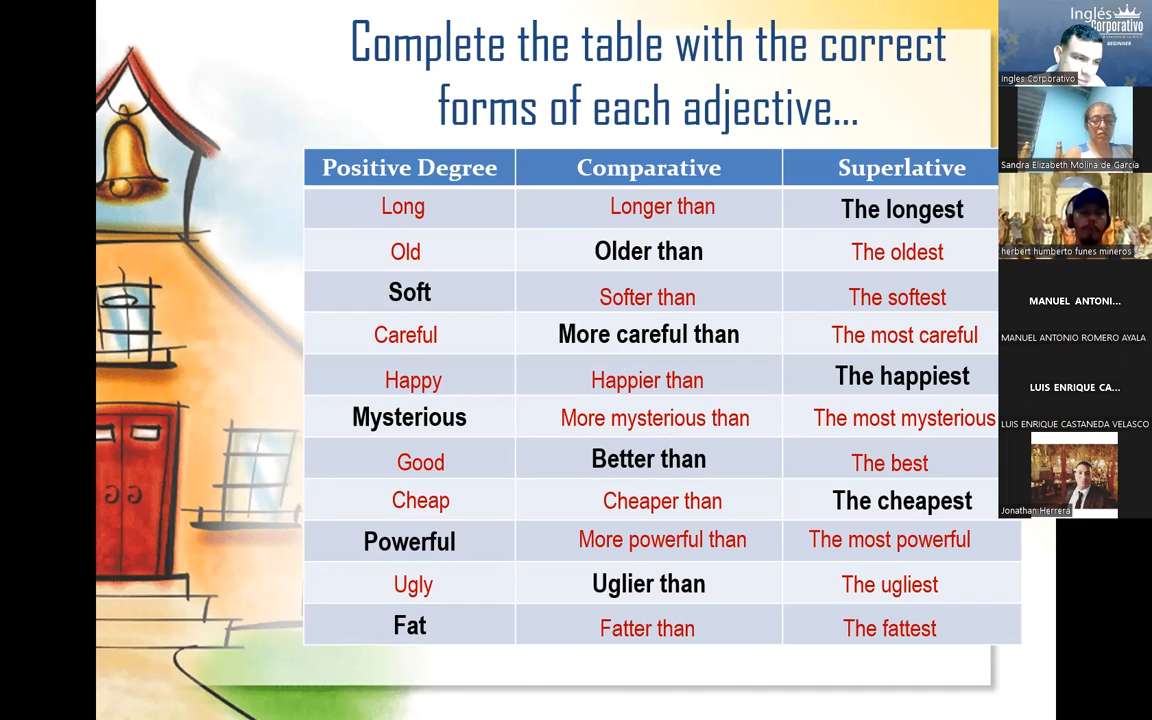 Complete the table with the correct
forms of each adjective...
Positive Degree Comparative Superlative
Long Longer than The longest
Old Older than The oldest
Soft Softer than The softest
Careful More careful than The most careful
Happy Happier than The happiest
Mysterious More mysterious than The most mysterious
Good Better than The best
Cheap Cheaper than The cheapest
Powerful More powerful than The most powerful
Ugly Uglier than The ugliest
Fat Fatter than The fattest
Inglés
Corporativo
BEGINNER
Ingles Corporativo
Sandra Elizabeth Molina de García
herbert humberto funes mineros
MANUEL ANTONI...
MANUEL ANTONIO ROMERO AYALA
LUIS ENRIQUE CA...
LUIS ENRIQUE CASTANEDA VELASCO
Jonathan Herrera